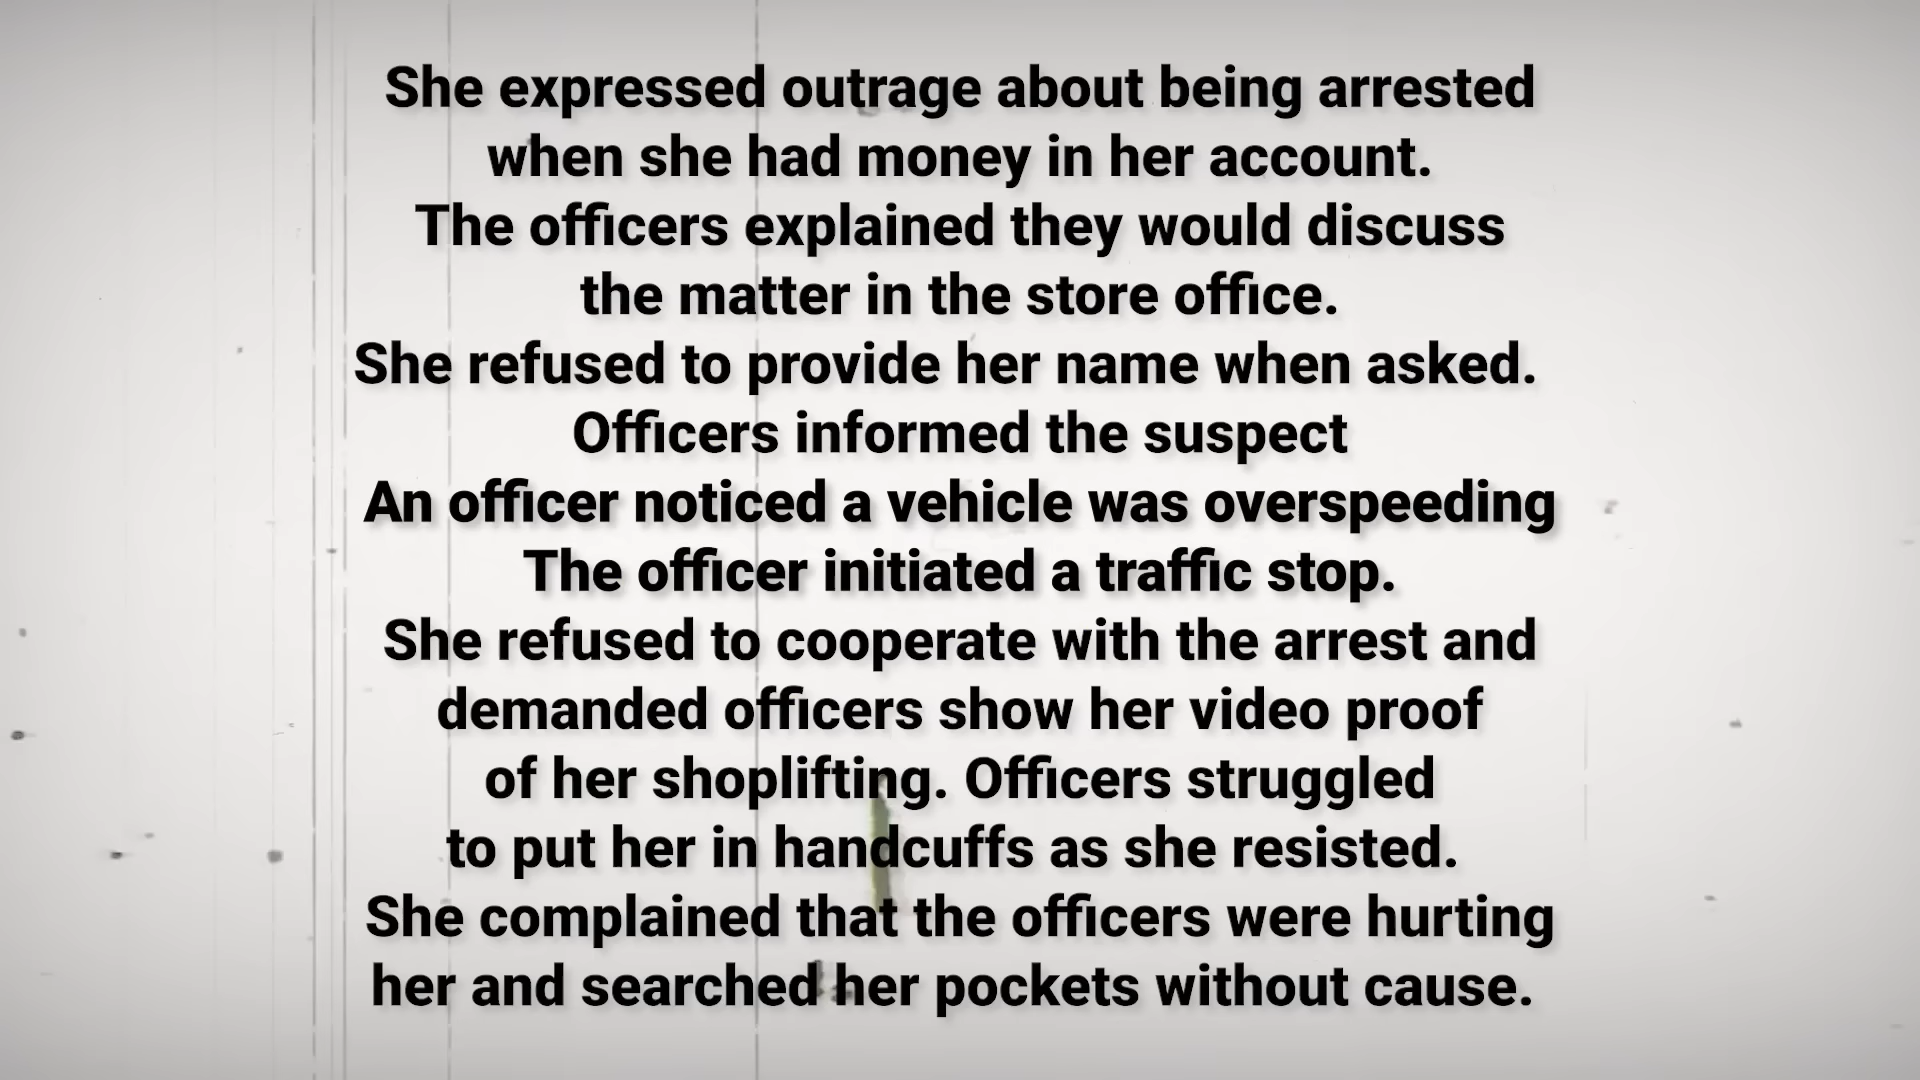 She expressed outrage about being arrested
when she had money in her account.
The officers explained they would discuss
the matter in the store office.
She refused to provide her name when asked.
Officers informed the suspect
An officer noticed a vehicle was overspeeding
The officer initiated a traffic stop.
She refused to cooperate with the arrest and
demanded officers show her video proof
of her shoplifting. Officers struggled
to put her in handcuffs as she resisted.
She complained that the officers were hurting
her and searched her pockets without cause.